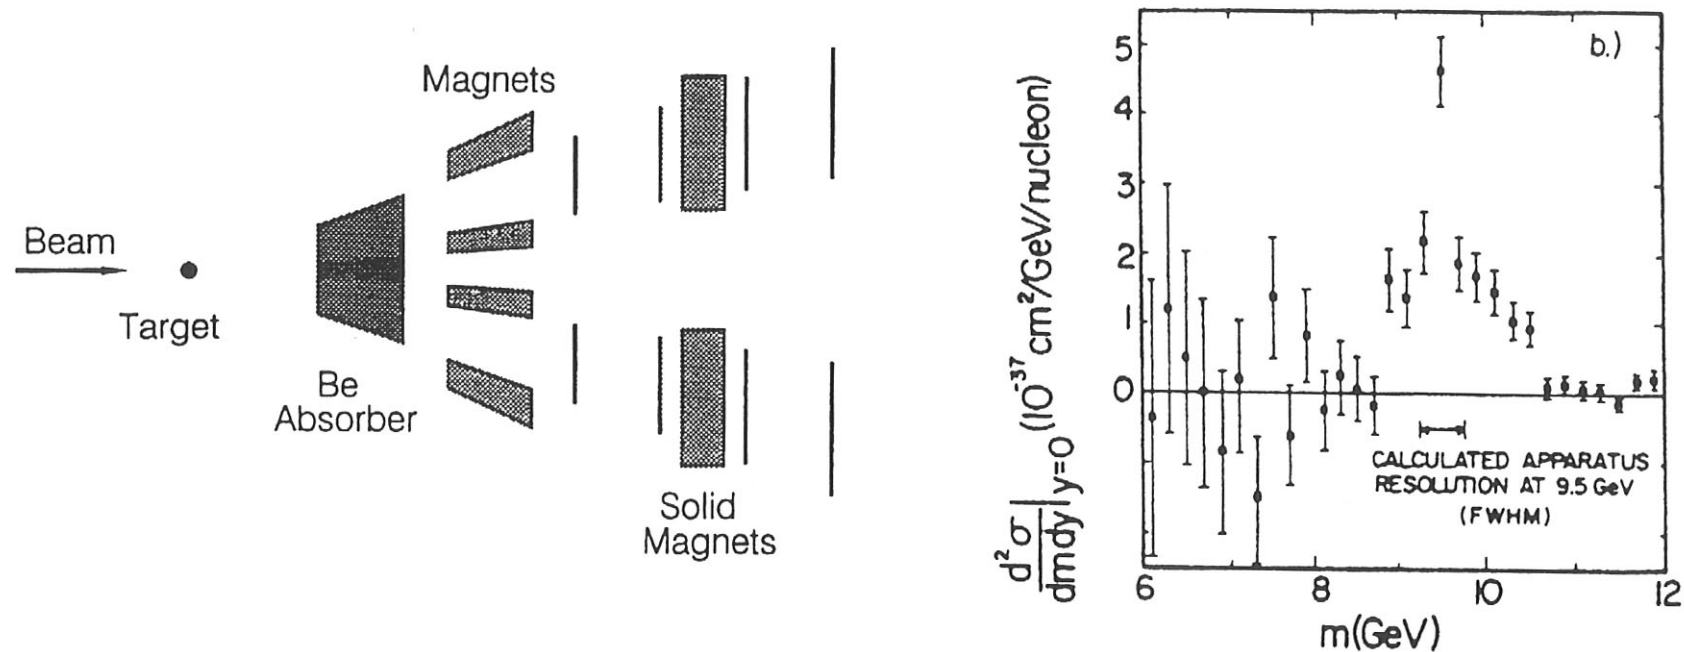 Magnets
Beam
Target
Be
Absorber
Solid
Magnets
b.)
5
4
3
2
1
0
d²σ/dmdy|y=0 (10⁻³⁷ cm²/GeV/nucleon)
CALCULATED APPARATUS
RESOLUTION AT 9.5 GeV
(FWHM)
6 8 10 12
m(GeV)